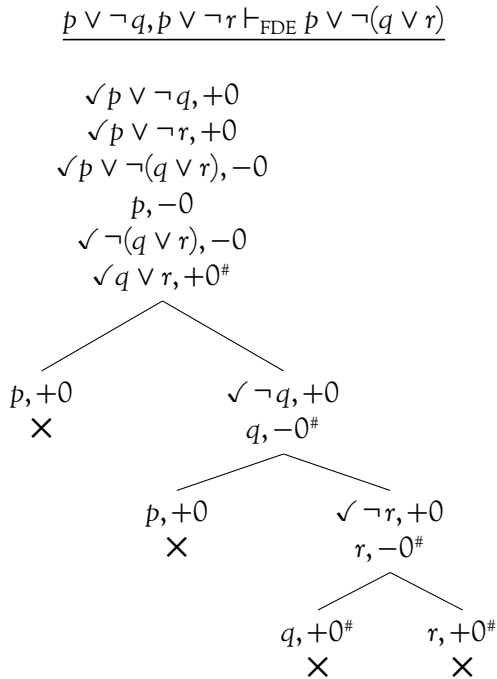 p ∨ ¬q, p ∨ ¬r ⊢FDE p ∨ ¬(q ∨ r)
✓p ∨ ¬q, +0
✓p ∨ ¬r, +0
✓p ∨ ¬(q ∨ r), −0
p, −0
✓¬(q ∨ r), −0
✓q ∨ r, +0#
p, +0 ✓¬q, +0
× q, −0#
p, +0 ✓¬r, +0
× r, −0#
q, +0# r, +0#
× ×